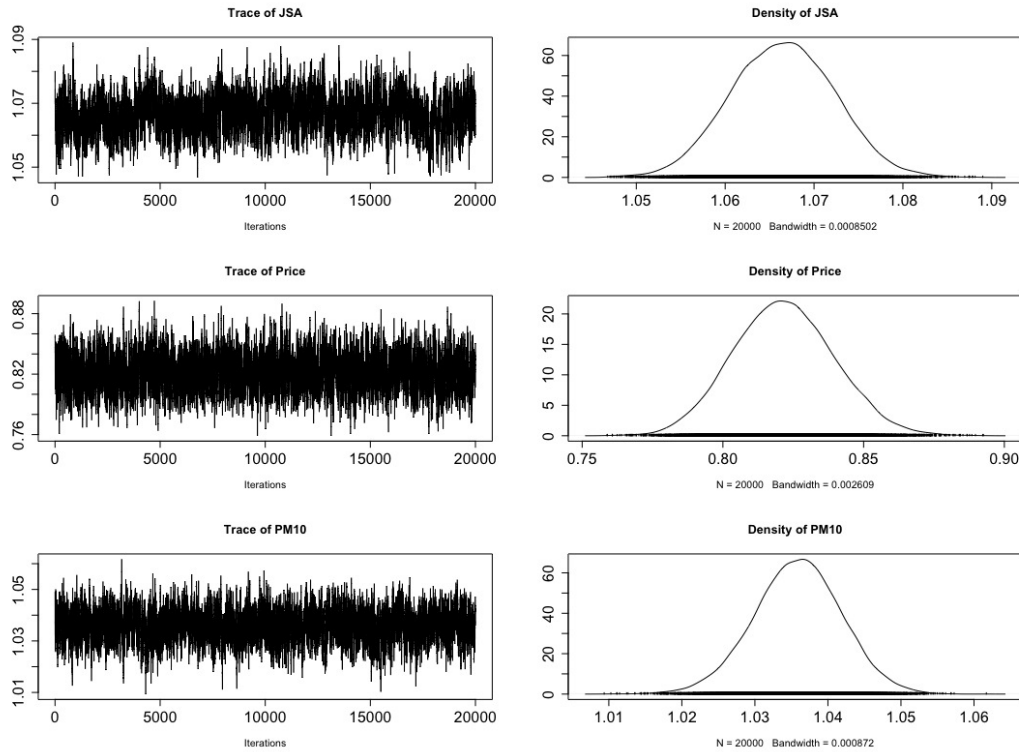 Trace of JSA
1.05 1.07 1.09
0 5000 10000 15000 20000
Iterations
Density of JSA
0 20 40 60
1.05 1.06 1.07 1.08 1.09
N = 20000 Bandwidth = 0.0008502
Trace of Price
0.76 0.82 0.88
0 5000 10000 15000 20000
Iterations
Density of Price
0 5 10 15 20
0.75 0.80 0.85 0.90
N = 20000 Bandwidth = 0.002609
Trace of PM10
1.01 1.03 1.05
0 5000 10000 15000 20000
Iterations
Density of PM10
0 20 40 60
1.01 1.02 1.03 1.04 1.05 1.06
N = 20000 Bandwidth = 0.000872